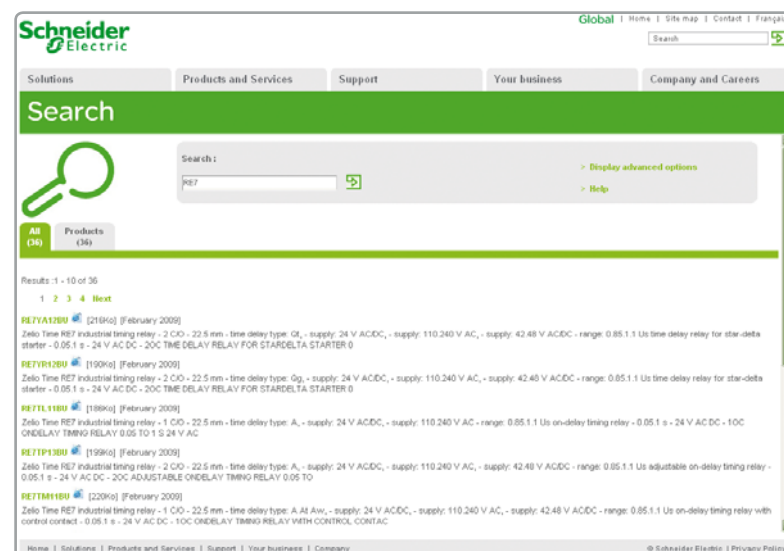 Schneider
Electric
Global | Home | Site map | Contact | Françai
Search
Solutions
Products and Services
Support
Your business
Company and Careers
Search
Search :
RE7
> Display advanced options
> Help
All
(36)
Products
(36)
Results :1 - 10 of 36
1 2 3 4 Next
RE7YA12BU [216Ko] [February 2009]
Zelio Time RE7 industrial timing relay - 2 C/O - 22.5 mm - time delay type: Qt, - supply: 24 V AC/DC, - supply: 110.240 V AC, - supply: 42.48 V AC/DC - range: 0.85.1.1 Us time delay relay for star-delta
starter - 0.05.1 s - 24 V AC DC - 2OC TIME DELAY RELAY FOR STARDELTA STARTER 0
RE7YR12BU [190Ko] [February 2009]
Zelio Time RE7 industrial timing relay - 2 C/O - 22.5 mm - time delay type: Qg, - supply: 24 V AC/DC, - supply: 110.240 V AC, - supply: 42.48 V AC/DC - range: 0.85.1.1 Us time delay relay for star-delta
starter - 0.05.1 s - 24 V AC DC - 2OC TIME DELAY RELAY FOR STARDELTA STARTER 0
RE7TL11BU [186Ko] [February 2009]
Zelio Time RE7 industrial timing relay - 1 C/O - 22.5 mm - time delay type: A, - supply: 24 V AC/DC, - supply: 110.240 V AC - range: 0.85.1.1 Us on-delay timing relay - 0.05.1 s - 24 V AC DC - 1OC
ONDELAY TIMING RELAY 0.05 TO 1 S 24 V AC
RE7TP13BU [199Ko] [February 2009]
Zelio Time RE7 industrial timing relay - 2 C/O - 22.5 mm - time delay type: A, - supply: 24 V AC/DC, - supply: 110.240 V AC, - supply: 42.48 V AC/DC - range: 0.85.1.1 Us adjustable on-delay timing relay -
0.05.1 s - 24 V AC DC - 2OC ADJUSTABLE ONDELAY TIMING RELAY 0.05 TO
RE7TM11BU [220Ko] [February 2009]
Zelio Time RE7 industrial timing relay - 1 C/O - 22.5 mm - time delay type: A At Aw, - supply: 24 V AC/DC, - supply: 110.240 V AC, - supply: 42.48 V AC/DC - range: 0.85.1.1 Us on-delay timing relay with
control contact - 0.05.1 s - 24 V AC DC - 1OC ONDELAY TIMING RELAY WITH CONTROL CONTAC
Home | Solutions | Products and Services | Support | Your business | Company
© Schneider Electric | Privacy Polic